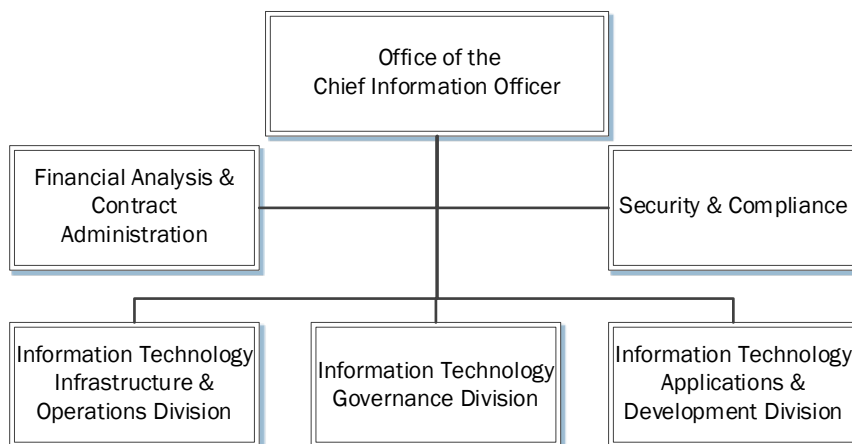 Office of the
Chief Information Officer
Financial Analysis &
Contract
Administration
Security & Compliance
Information Technology
Infrastructure &
Operations Division
Information Technology
Governance Division
Information Technology
Applications &
Development Division